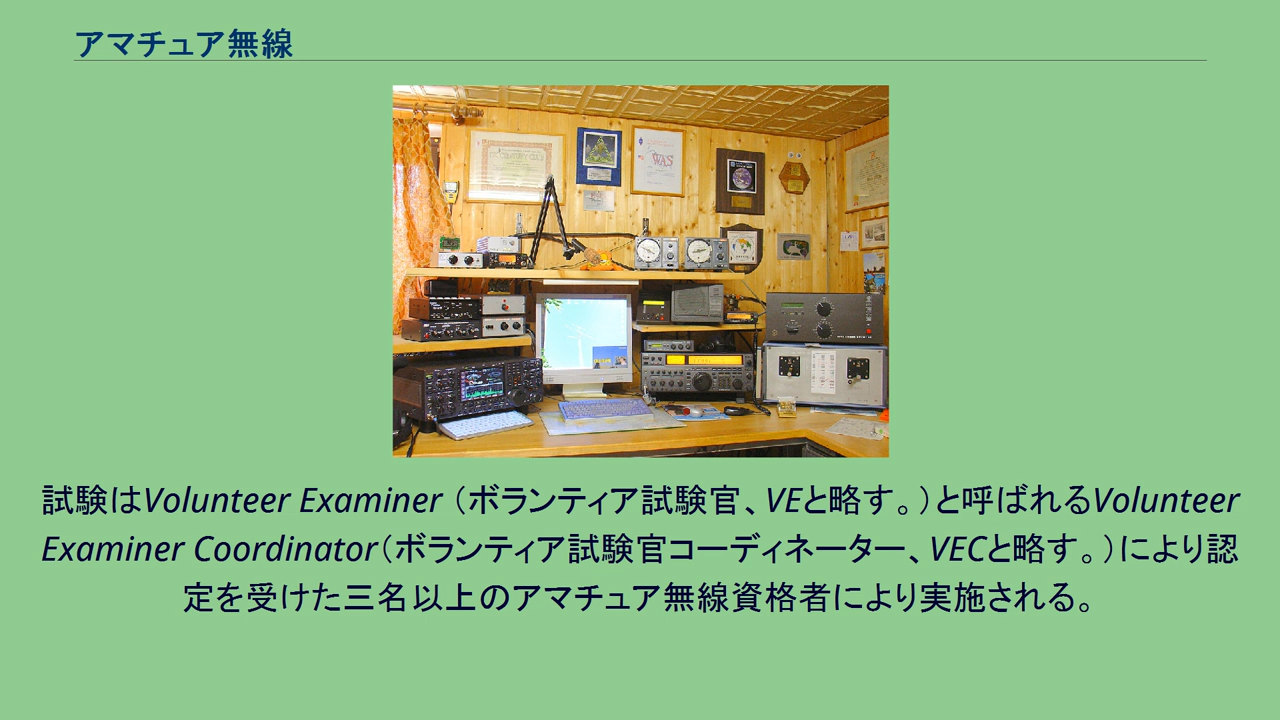 アマチュア無線
WAS
試験はVolunteer Examiner（ボランティア試験官、VEと略す。）と呼ばれるVolunteer
Examiner Coordinator（ボランティア試験官コーディネーター、VECと略す。）により認
定を受けた三名以上のアマチュア無線資格者により実施される。